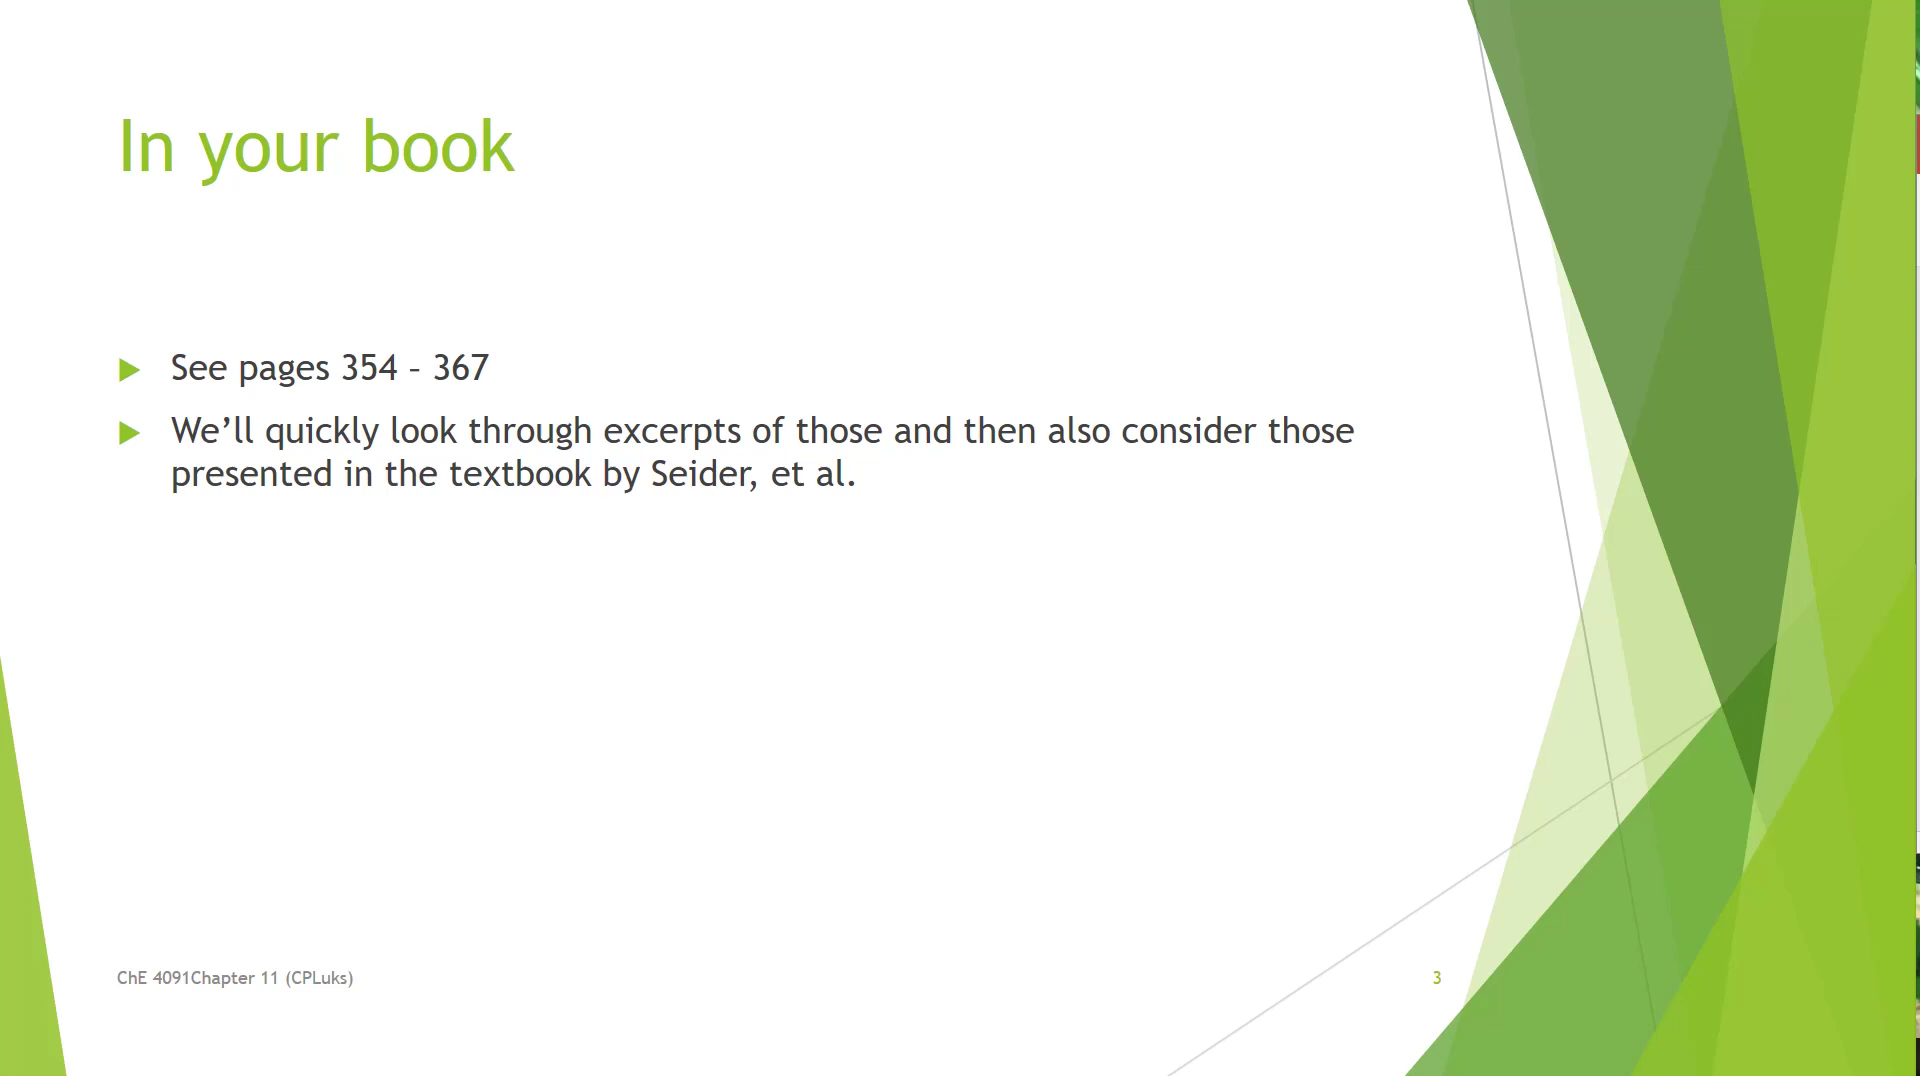 In your book
See pages 354 – 367
We’ll quickly look through excerpts of those and then also consider those
presented in the textbook by Seider, et al.
ChE 4091Chapter 11 (CPLuks)
3